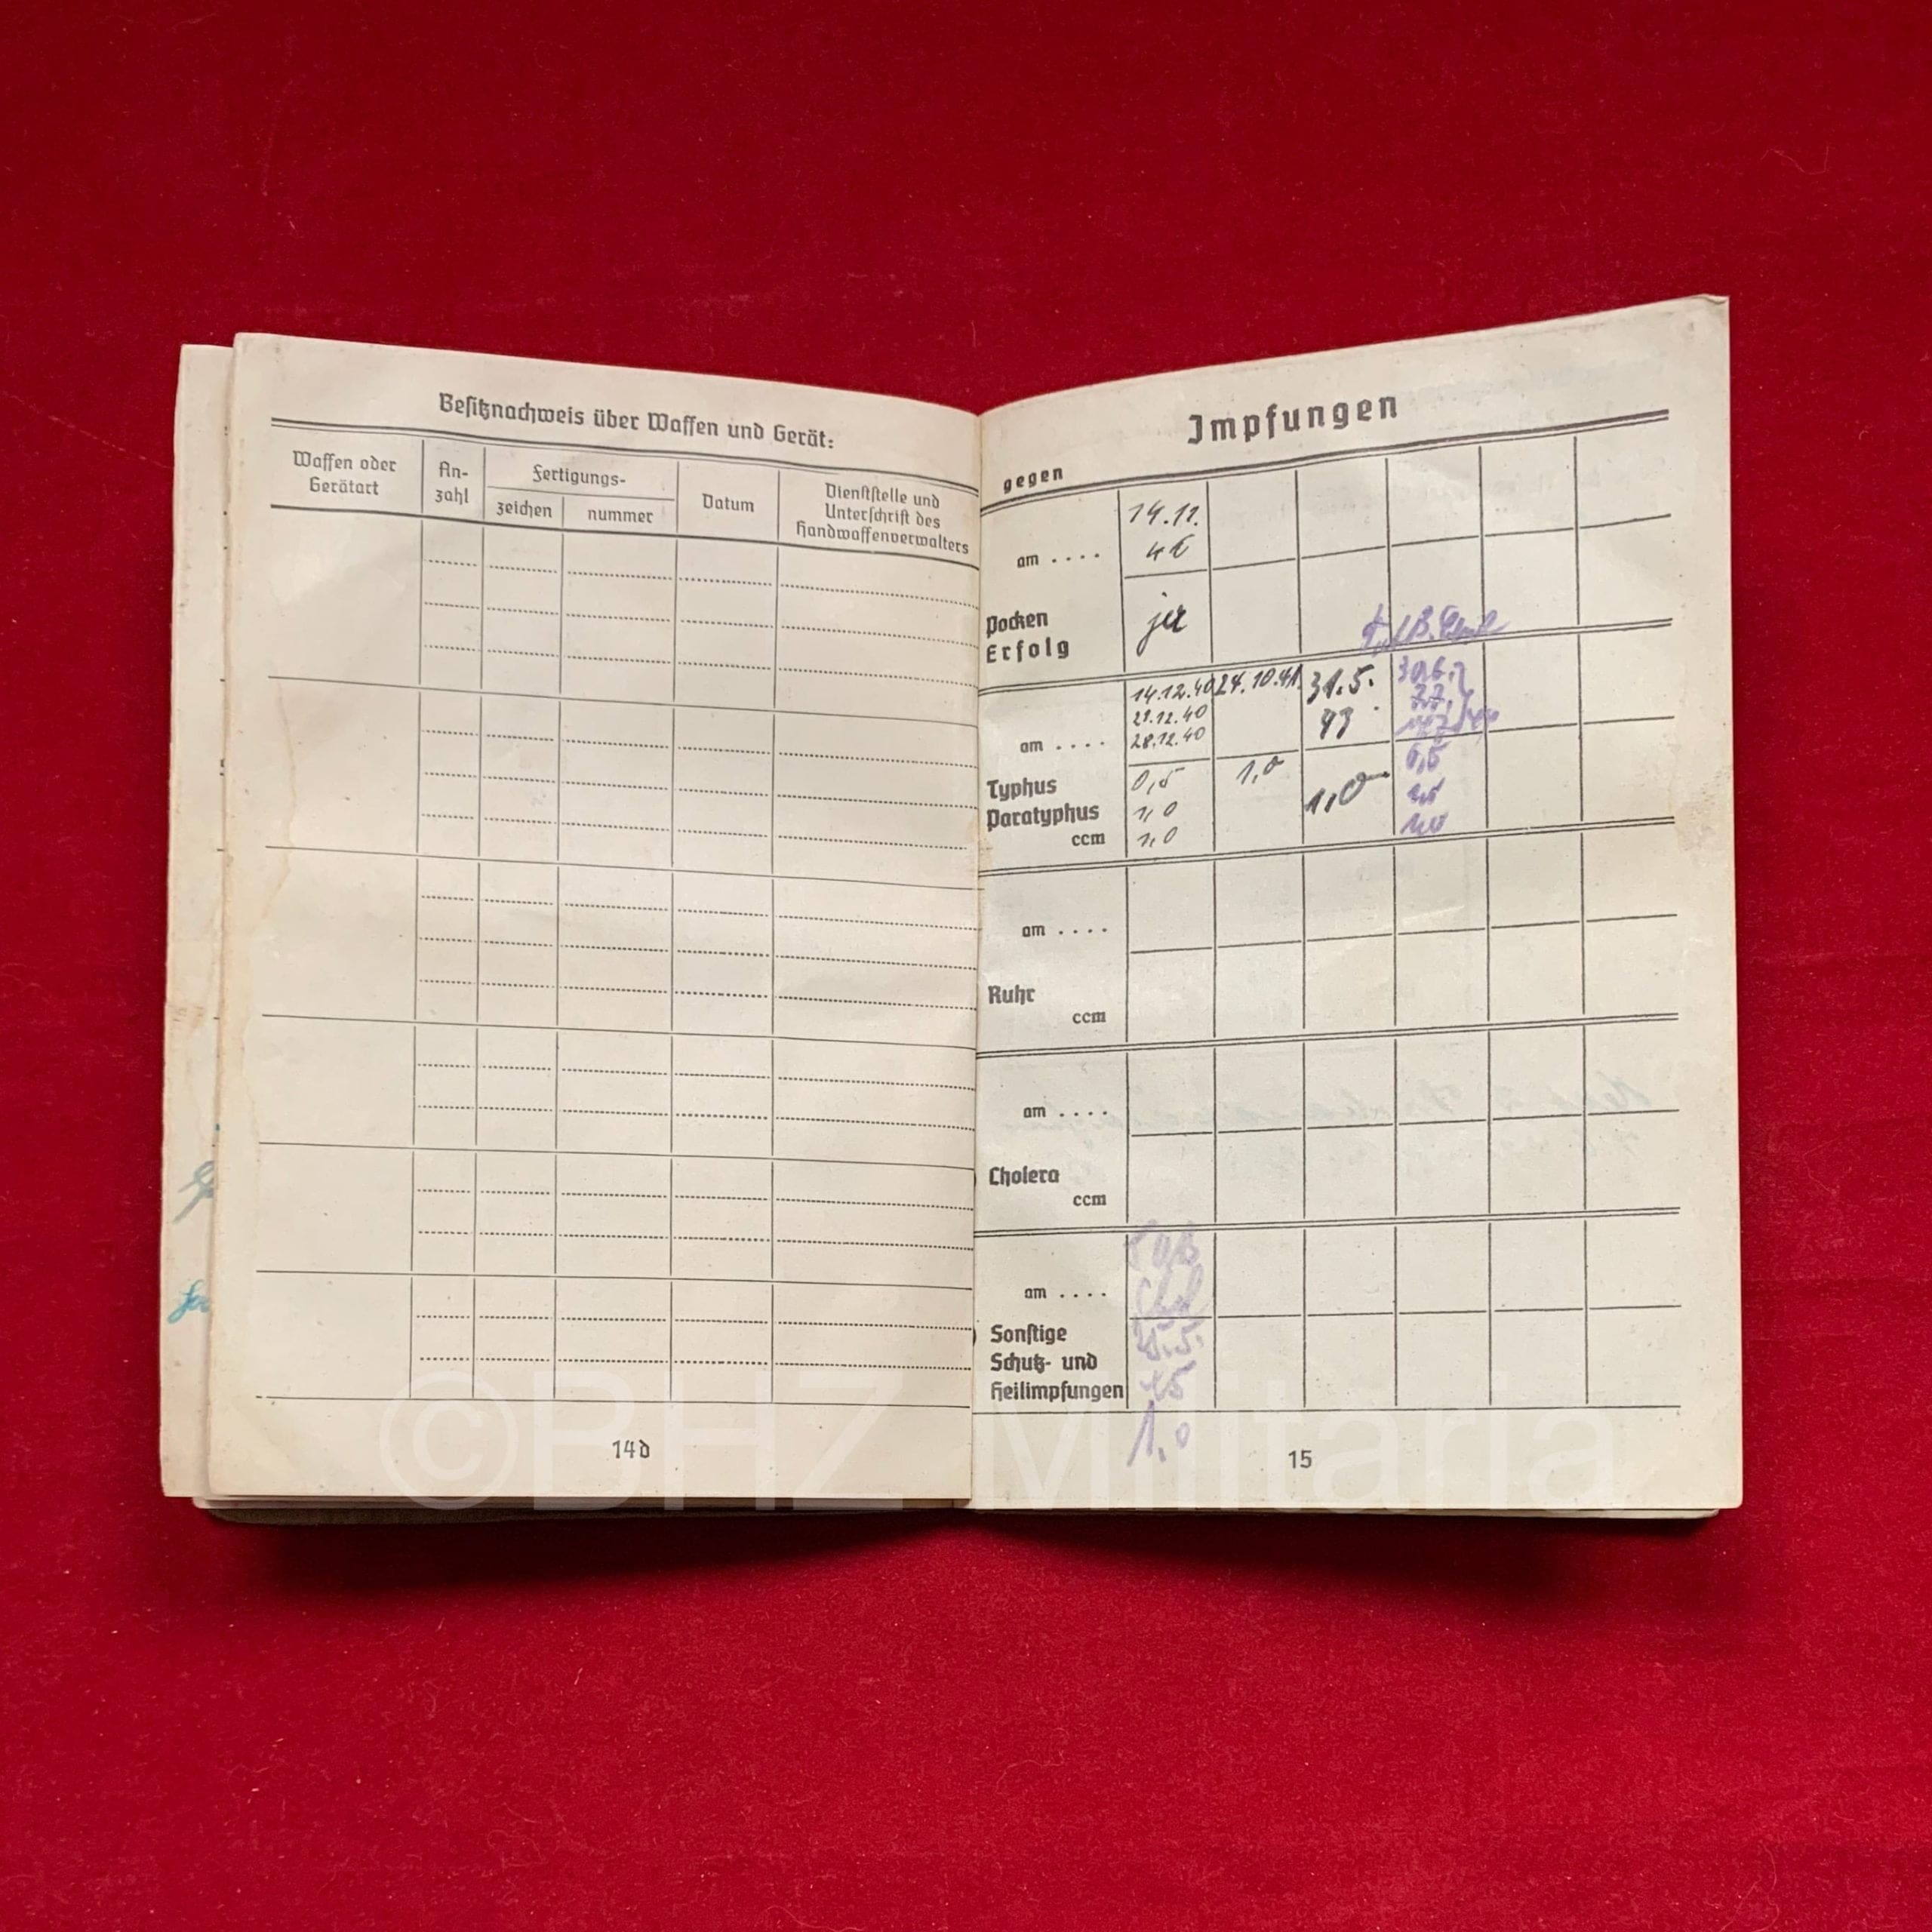 Besitznachweis über Waffen und Gerät:
Waffen oder
Gerätart
An-
zahl
Fertigungs-
zeichen
nummer
Datum
Dienststelle und
Unterschrift des
Handwaffenverwalters
14d
Impfungen
gegen
am ....
14.11.
Pocken
Erfolg
ja
am ....
14.12.40
21.12.40
28.12.40
24.10.41
31.5.
43
Typhus
Paratyphus
ccm
0,5
1,0
1,0
1,0
1,0
0,5
am ....
Ruhr
ccm
am ....
Cholera
ccm
am ....
Sonstige
Schutz- und
Heilimpfungen
1.0
15
©BHZ Militaria